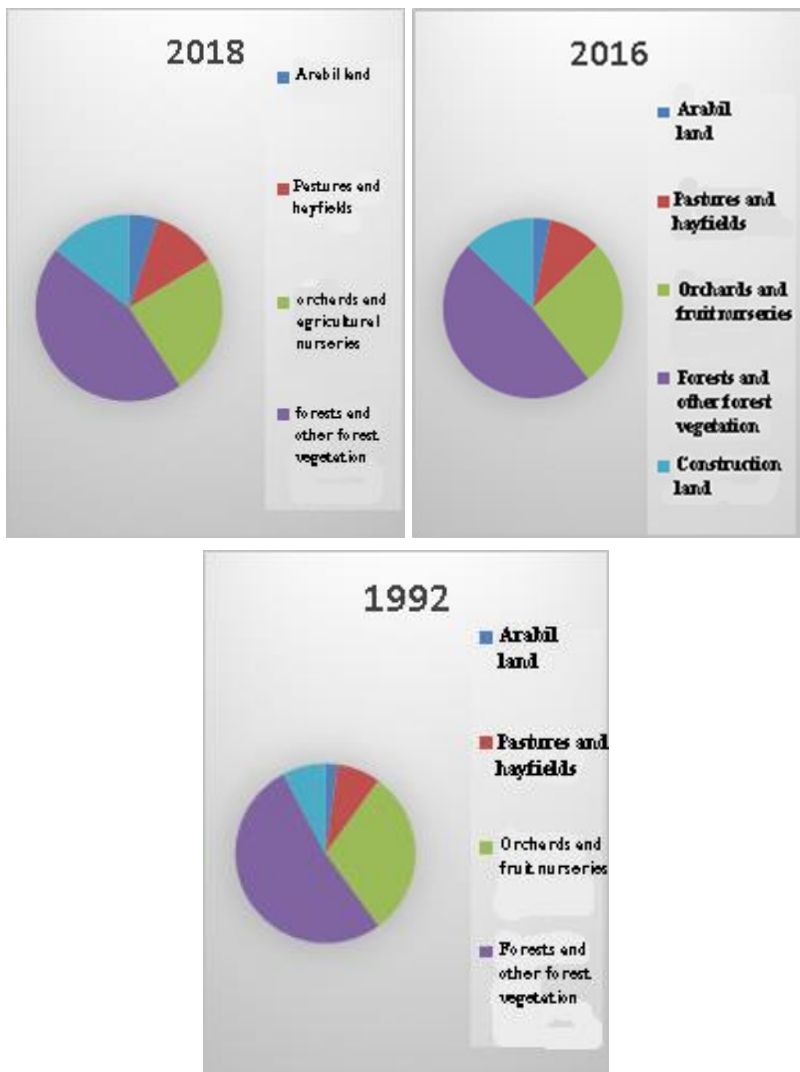 2018
Arabil land
Pastures and
hayfields
orchards and
agricultural
nurseries
forests and
other forest
vegetation
2016
Arabil
land
Pastures and
hayfields
Orchards and
fruit nurseries
Forests and
other forest
vegetation
Construction
land
1992
Arabil
land
Pastures and
hayfields
Orchards and
fruit nurseries
Forests and
other forest
vegetation